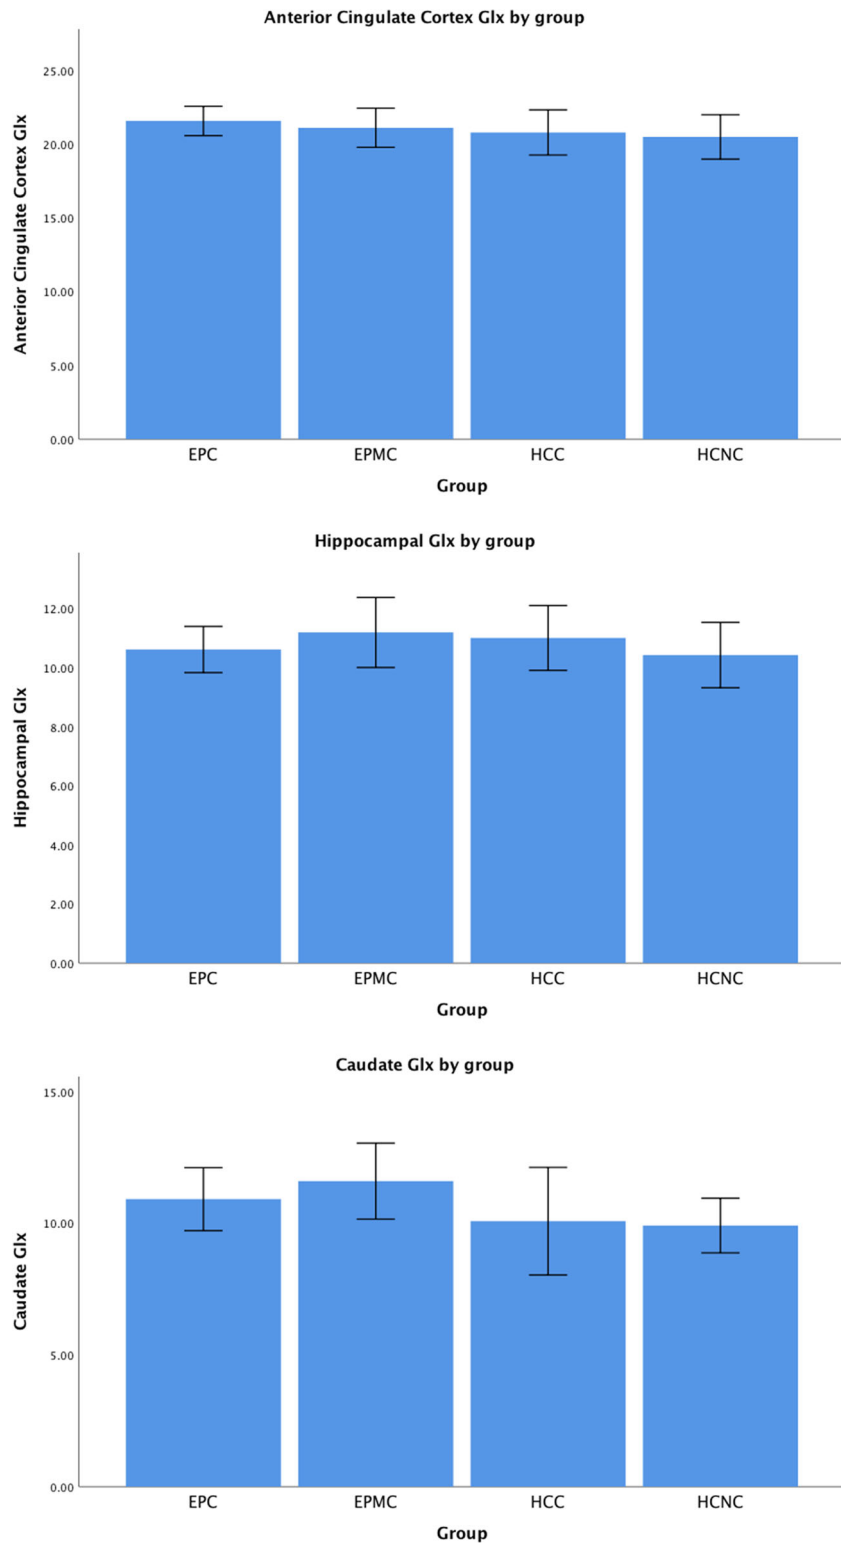 Anterior Cingulate Cortex Glx by group
Anterior Cingulate Cortex Glx
25.00
20.00
15.00
10.00
5.00
0.00
EPC EPMC HCC HCNC
Group
Hippocampal Glx by group
Hippocampal Glx
12.00
10.00
8.00
6.00
4.00
2.00
0.00
EPC EPMC HCC HCNC
Group
Caudate Glx by group
Caudate Glx
15.00
10.00
5.00
0.00
EPC EPMC HCC HCNC
Group